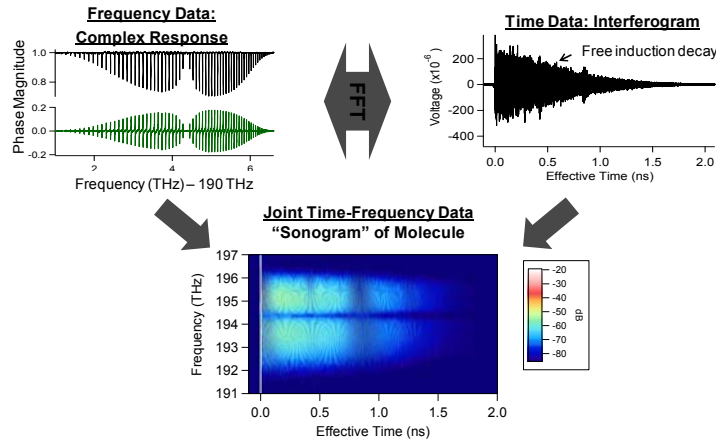 Frequency Data:
Complex Response
Phase Magnitude
1.0
0.8
0.2
0.0
-0.2
2
4
6
Frequency (THz) – 190 THz
FFT
Time Data: Interferogram
Free induction decay
Voltage (x10⁻⁶)
200
0
-200
-400
0.0 0.5 1.0 1.5 2.0
Effective Time (ns)
Joint Time-Frequency Data
“Sonogram” of Molecule
Frequency (THz)
197
196
195
194
193
192
191
0.0 0.5 1.0 1.5 2.0
Effective Time (ns)
-20
-30
-40
-50
-60
-70
-80
dB